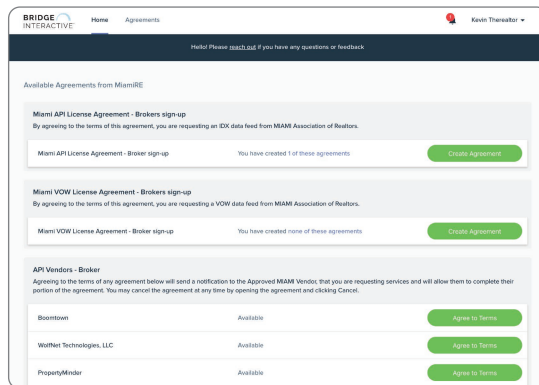 BRIDGE
INTERACTIVE
Home
Agreements
Kevin Therealtor
Hello! Please reach out if you have any questions or feedback
Available Agreements from MiamiRE
Miami API License Agreement - Brokers sign-up
By agreeing to the terms of this agreement, you are requesting an IDX data feed from MIAMI Association of Realtors.
Miami API License Agreement - Broker sign-up
You have created 1 of these agreements
Create Agreement
Miami VOW License Agreement - Brokers sign-up
By agreeing to the terms of this agreement, you are requesting a VOW data feed from MIAMI Association of Realtors.
Miami VOW License Agreement - Broker sign-up
You have created none of these agreements
Create Agreement
API Vendors - Broker
Agreeing to the terms of any agreement below will send a notification to the Approved MIAMI Vendor, that you are requesting services and will allow them to complete their
portion of the agreement. You may cancel the agreement at any time by opening the agreement and clicking Cancel.
Boomtown
Available
Agree to Terms
WolfNet Technologies, LLC
Available
Agree to Terms
PropertyMinder
Available
Agree to Terms